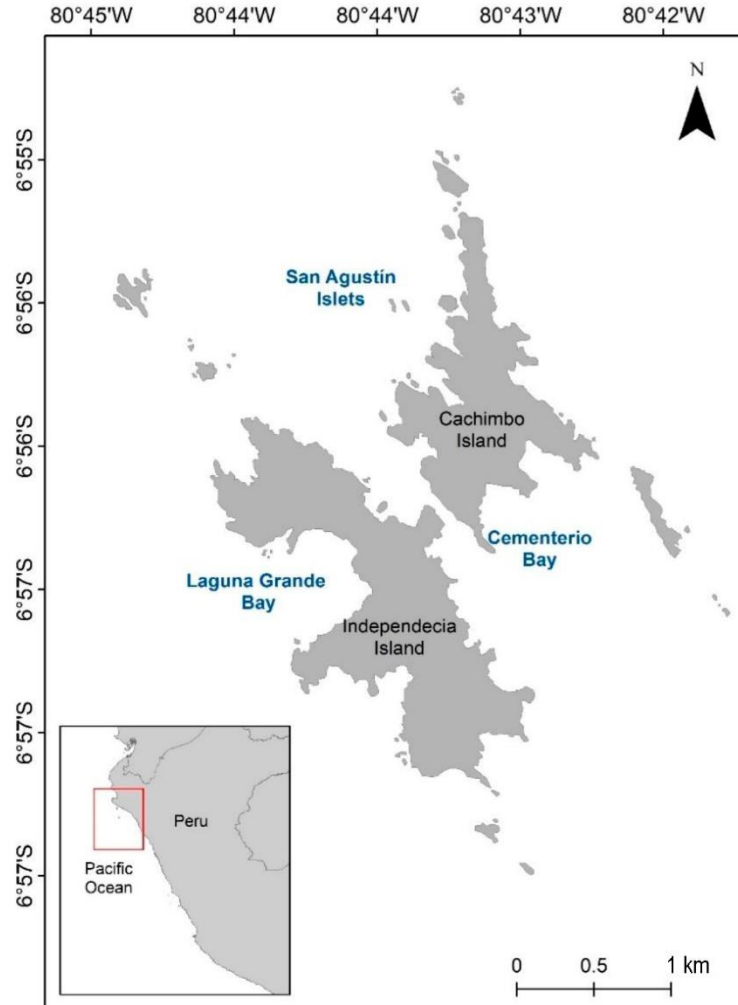 80°45'W 80°44'W 80°44'W 80°43'W 80°42'W
N
6°55'S
San Agustín
Islets
6°56'S
Cachimbo
Island
6°56'S
Cementerio
Bay
Laguna Grande
Bay
6°57'S
Independecia
Island
6°57'S
Peru
Pacific
Ocean
6°57'S
0 0.5 1 km